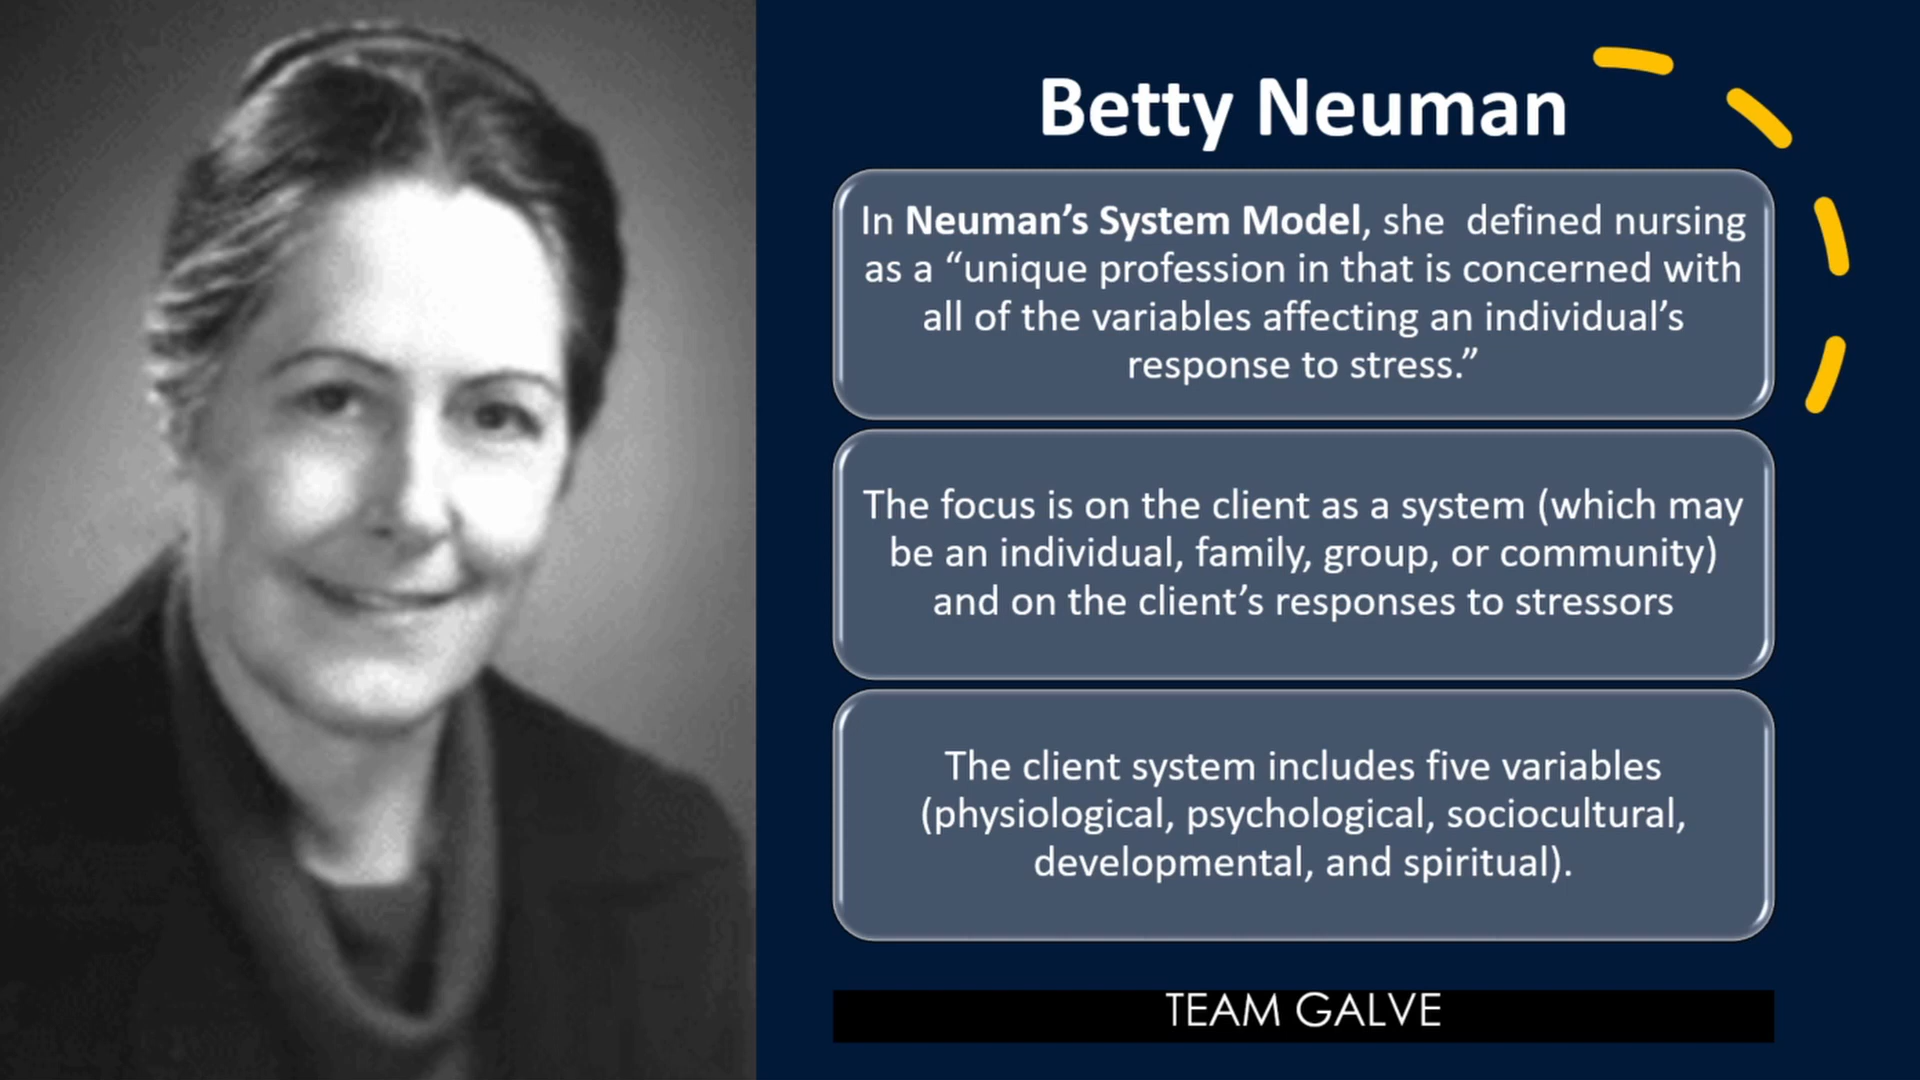 Betty Neuman
In Neuman’s System Model, she  defined nursing
as a “unique profession in that is concerned with
all of the variables affecting an individual’s
response to stress.”
The focus is on the client as a system (which may
be an individual, family, group, or community)
and on the client’s responses to stressors
The client system includes five variables
(physiological, psychological, sociocultural,
developmental, and spiritual).
TEAM GALVE